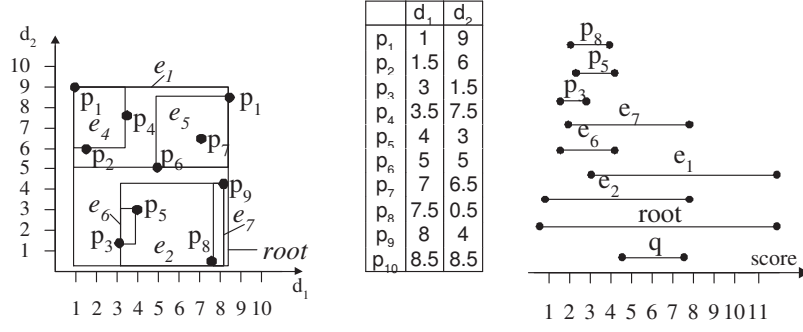 d2
10
9
8
7
6
5
4
3
2
1
e1
p1
p1
e4
p4
e5
p7
p2
p6
p9
e6
p5
e7
p3
e2
p8
root
1 2 3 4 5 6 7 8 9 10
d1
d1 d2
p1 1 9
p2 1.5 6
p3 3 1.5
p4 3.5 7.5
p5 4 3
p6 5 5
p7 7 6.5
p8 7.5 0.5
p9 8 4
p10 8.5 8.5
p8
p5
p3
e7
e6
e1
e2
root
q
score
1 2 3 4 5 6 7 8 9 10 11